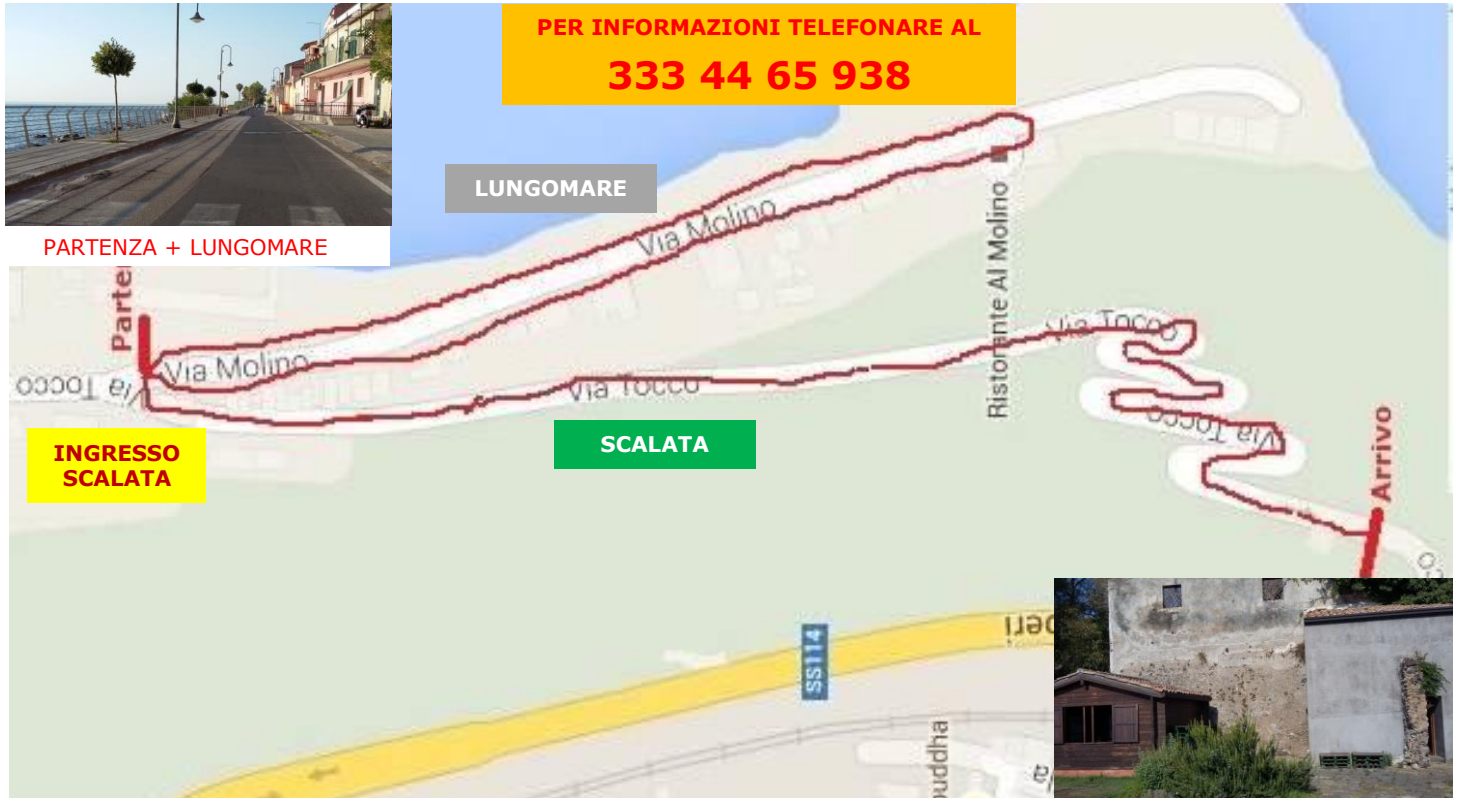 PER INFORMAZIONI TELEFONARE AL
333 44 65 938
LUNGOMARE
PARTENZA + LUNGOMARE
Parte
Via Molino
Via Molino
Ristorante Al Molino
Via Tocco
Via Tocco
Via Tocco
Via Tocco
INGRESSO
SCALATA
SCALATA
Arrivo
SS114